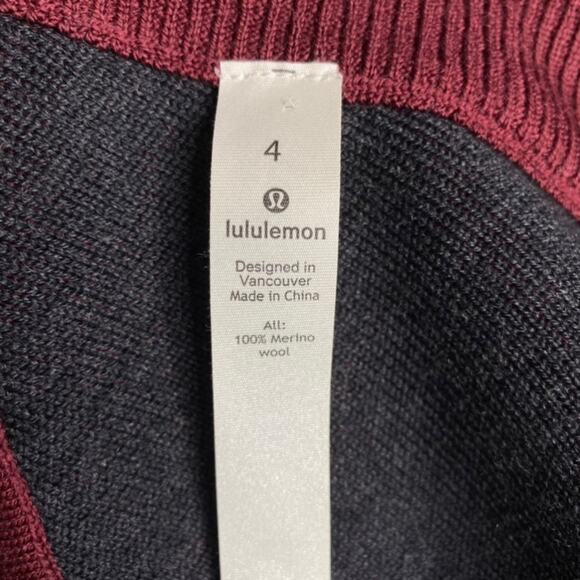 4
lululemon
Designed in
Vancouver
Made in China
All:
100% Merino
wool